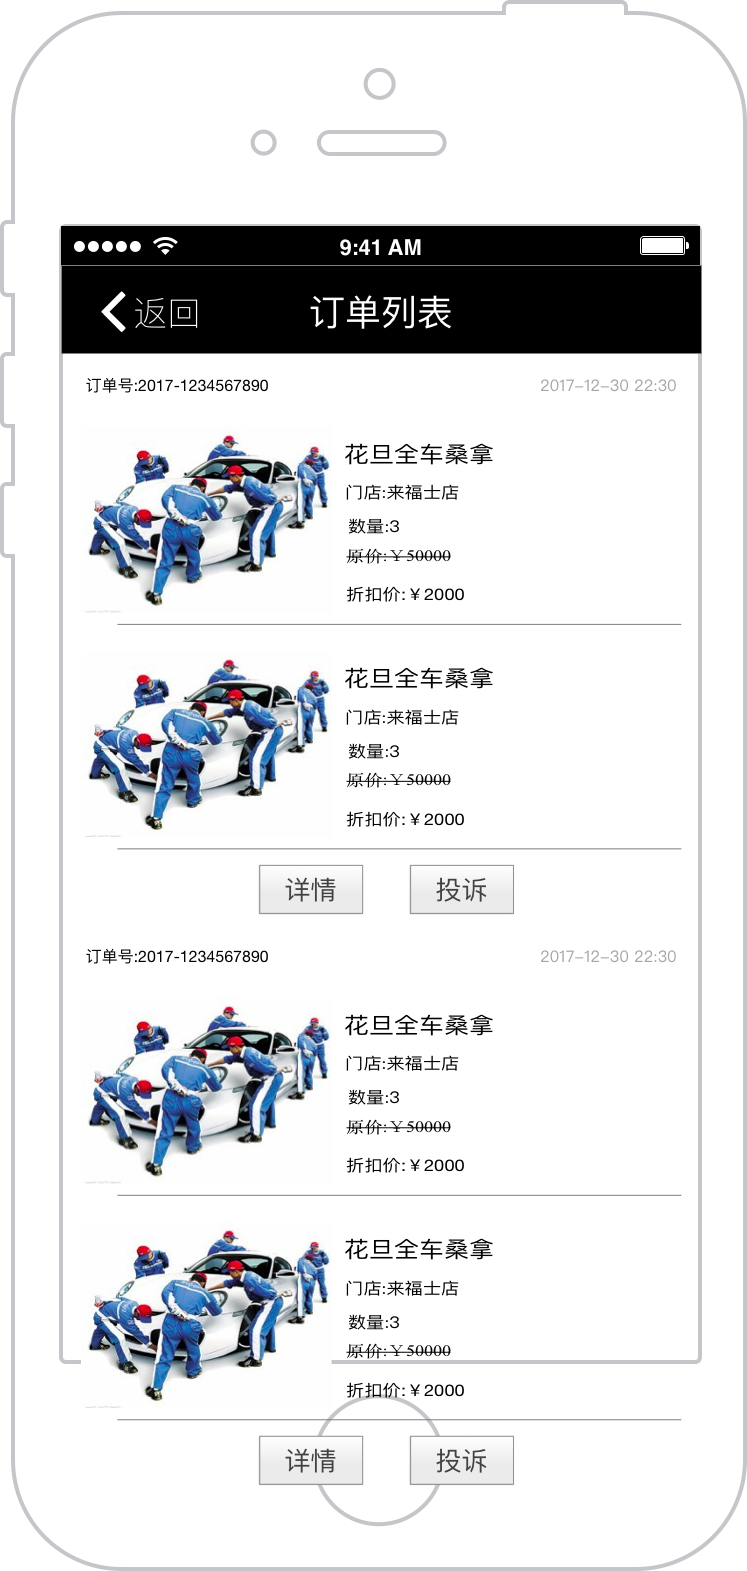 9:41 AM
返回
订单列表
订单号:2017-1234567890
2017-12-30 22:30
花旦全车桑拿
门店:来福士店
数量:3
原价:￥50000
折扣价:￥2000
花旦全车桑拿
门店:来福士店
数量:3
原价:￥50000
折扣价:￥2000
详情
投诉
订单号:2017-1234567890
2017-12-30 22:30
花旦全车桑拿
门店:来福士店
数量:3
原价:￥50000
折扣价:￥2000
花旦全车桑拿
门店:来福士店
数量:3
原价:￥50000
折扣价:￥2000
详情
投诉